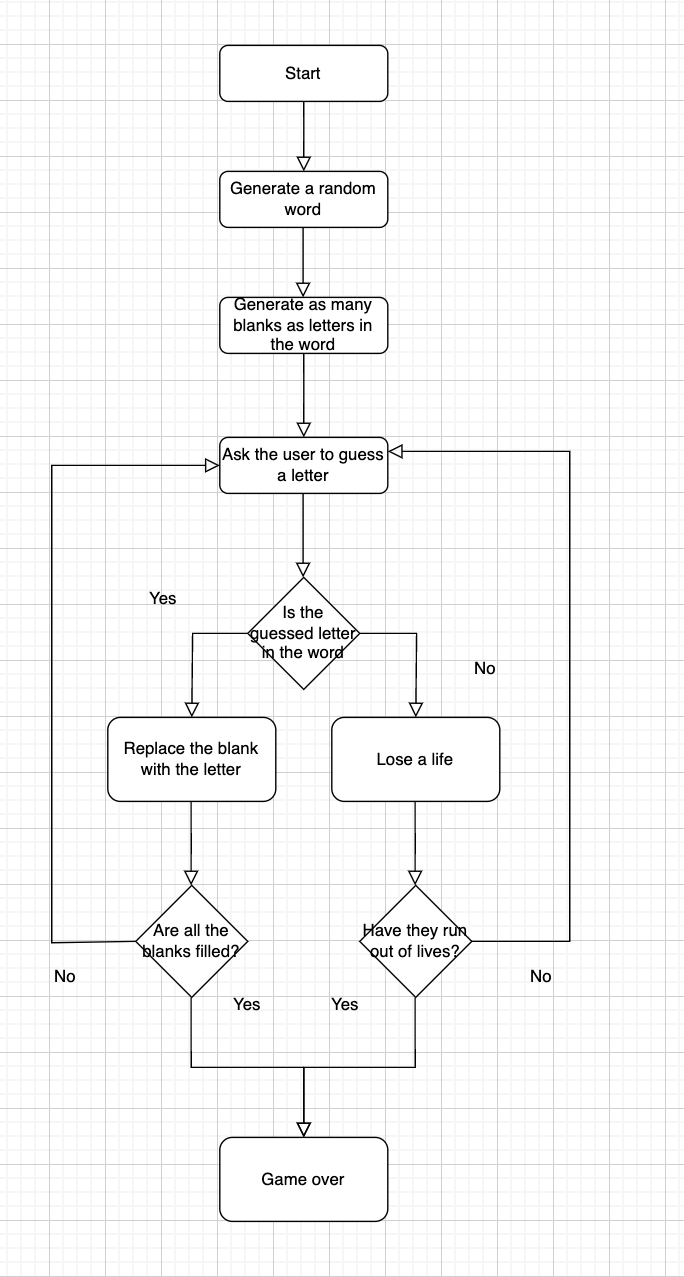 Start
Generate a random
word
Generate as many
blanks as letters in
the word
Ask the user to guess
a letter
Yes
Is the
guessed letter
in the word
No
Replace the blank
with the letter
Lose a life
Are all the
blanks filled?
Have they run
out of lives?
No
Yes
Yes
No
Game over